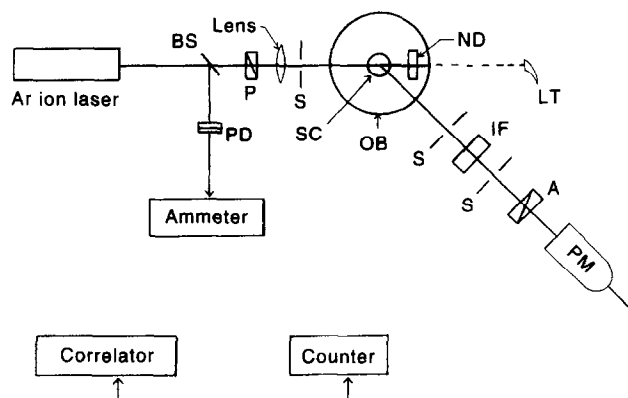 BS
Lens
ND
Ar ion laser
P
S
SC
OB
LT
PD
Ammeter
S
IF
S
A
PM
Correlator
Counter